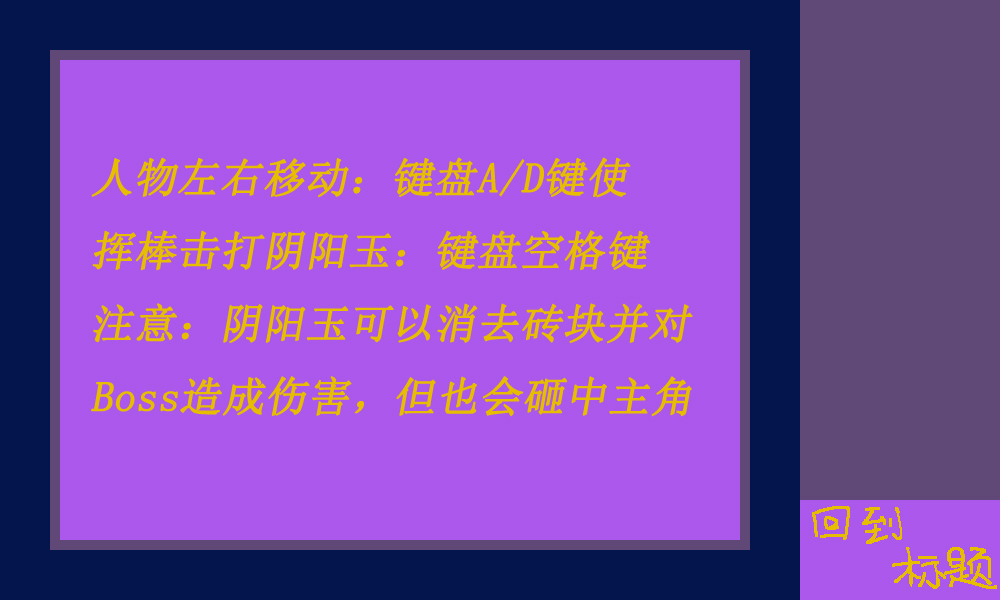 人物左右移动：键盘A/D键使
挥棒击打阴阳玉：键盘空格键
注意：阴阳玉可以消去砖块并对
Boss造成伤害，但也会砸中主角
回到
标题